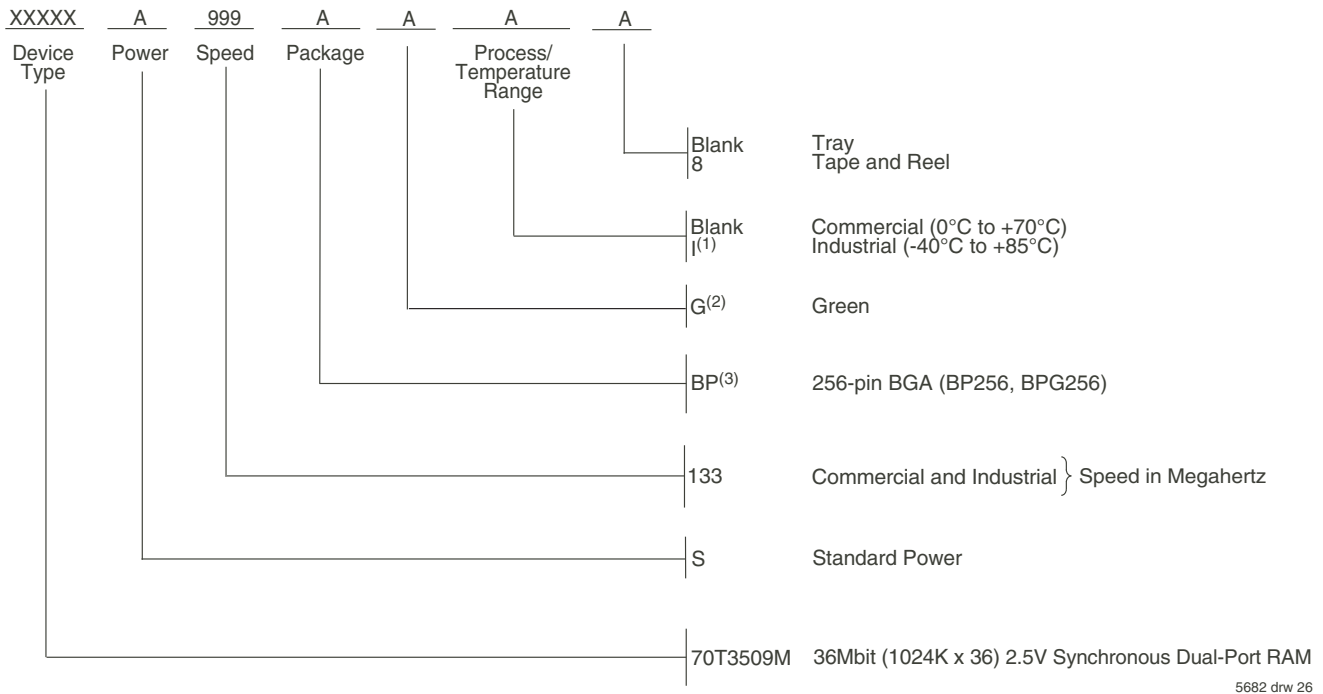 XXXXX A 999 A A A A
Device Type Power Speed Package Process/ Temperature Range
Blank Tray
8 Tape and Reel
Blank Commercial (0°C to +70°C)
I(1) Industrial (-40°C to +85°C)
G(2) Green
BP(3) 256-pin BGA (BP256, BPG256)
133 Commercial and Industrial } Speed in Megahertz
S Standard Power
70T3509M 36Mbit (1024K x 36) 2.5V Synchronous Dual-Port RAM
5682 drw 26